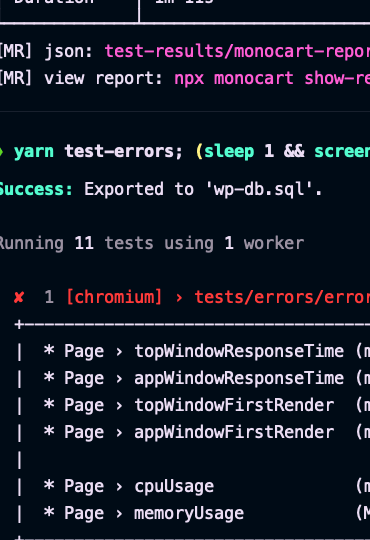 Duration | 1m 11s
[MR] json: test-results/monocart-repor
[MR] view report: npx monocart show-re
yarn test-errors; (sleep 1 && screen
Success: Exported to 'wp-db.sql'.
Running 11 tests using 1 worker
✘ 1 [chromium] › tests/errors/error
| * Page › topWindowResponseTime (m
| * Page › appWindowResponseTime (m
| * Page › topWindowFirstRender (m
| * Page › appWindowFirstRender (m
|
| * Page › cpuUsage (m
| * Page › memoryUsage (M